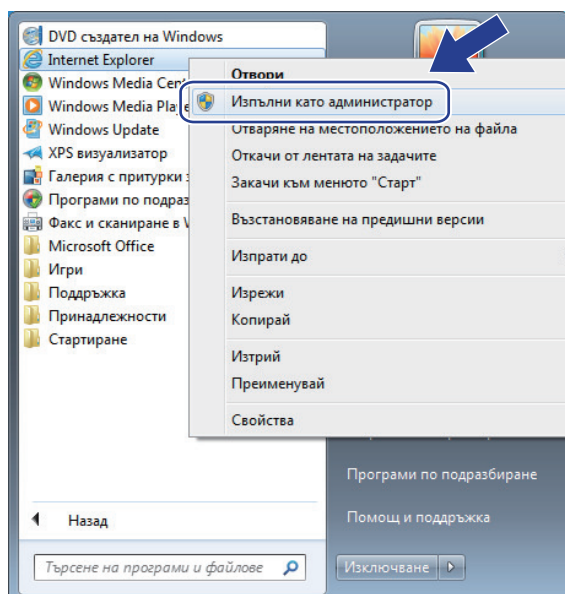 DVD създател на Windows
Internet Explorer
Windows Media Cen
Windows Media Playe
Windows Update
XPS визуализатор
Галерия с притурки
Програми по подраз
Факс и сканиране в
Microsoft Office
Игри
Поддръжка
Принадлежности
Стартиране
Назад
Търсене на програми и файлове
Отвори
Изпълни като администратор
Отваряне на местоположението на файла
Откачи от лентата на задачите
Закачи към менюто "Старт"
Възстановяване на предишни версии
Изпрати до
Изрежи
Копирай
Изтрий
Преименувай
Свойства
Програми по подразбиране
Помощ и поддръжка
Изключване